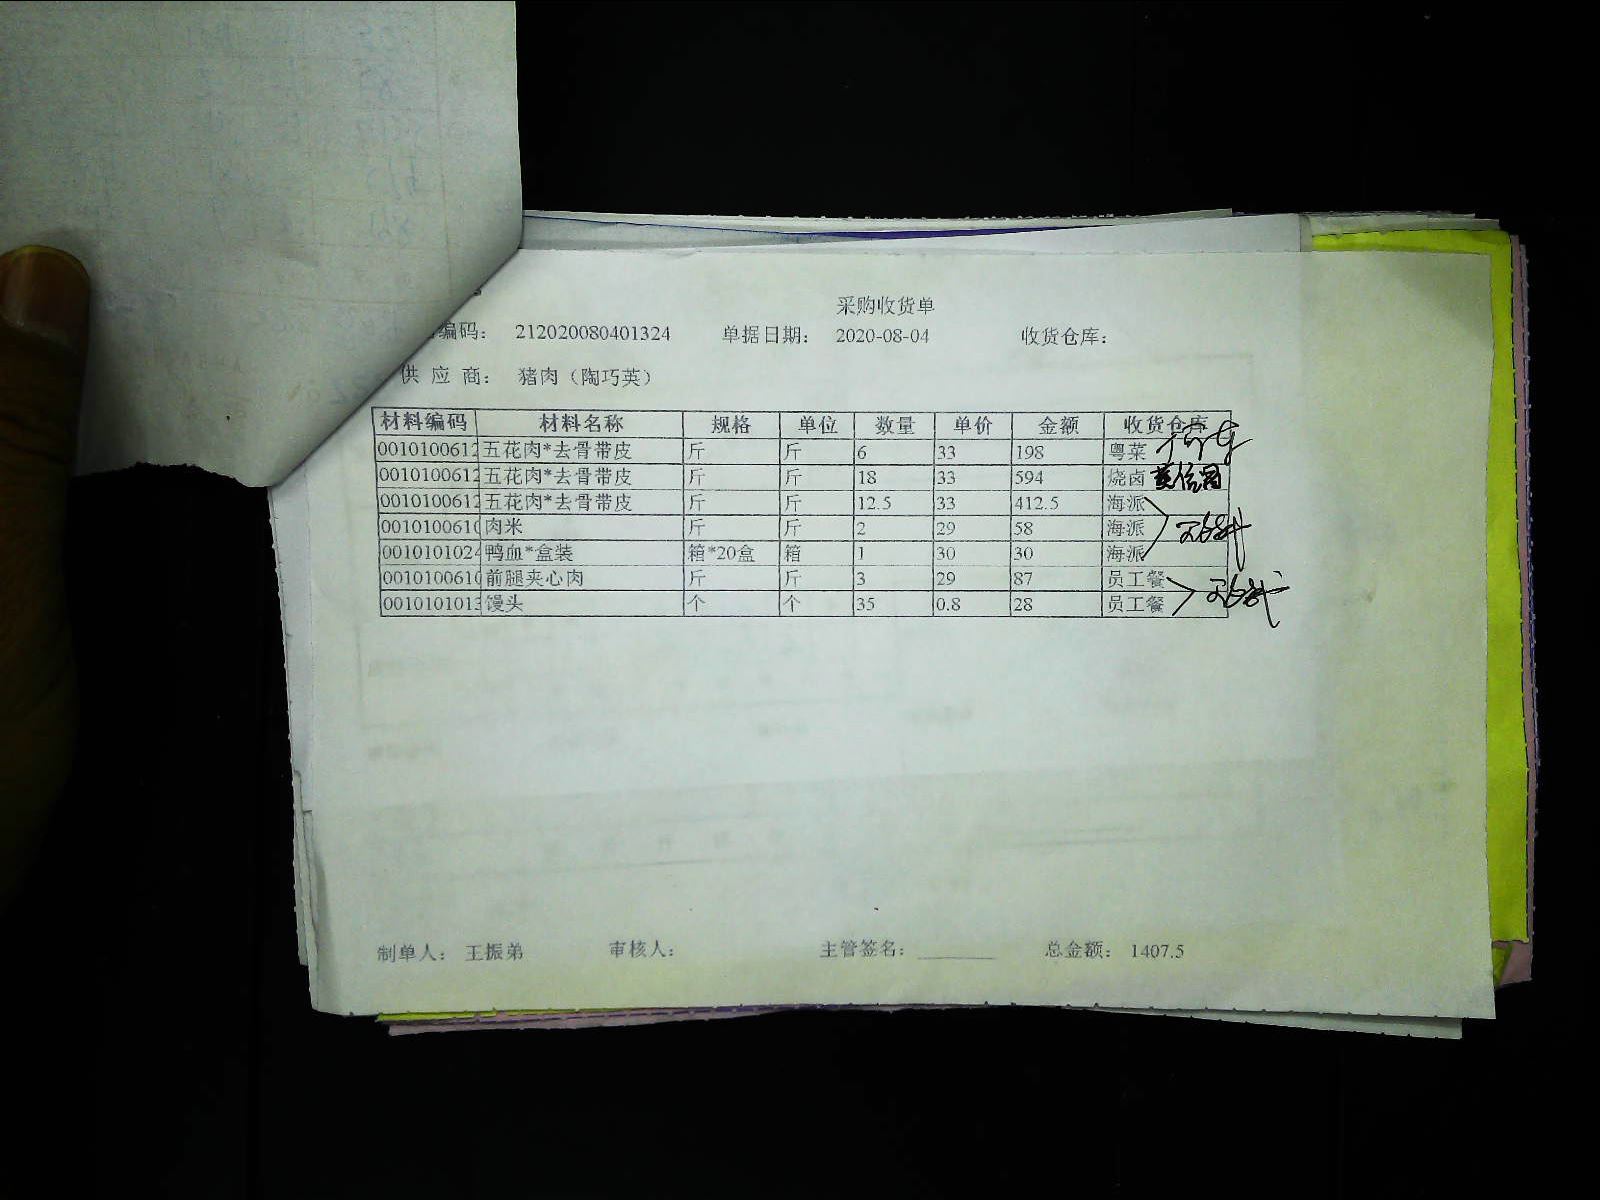 采购收货单
编码： 212020080401324 单据日期： 2020-08-04 收货仓库：
供 应 商： 猪肉（陶巧英）
材料编码 材料名称 规格 单位 数量 单价 金额 收货仓库
0010100612 五花肉*去骨带皮 斤 斤 6 33 198 粤菜
0010100612 五花肉*去骨带皮 斤 斤 18 33 594 烧卤
0010100612 五花肉*去骨带皮 斤 斤 12.5 33 412.5 海派
0010100610 肉米 斤 斤 2 29 58 海派
0010101024 鸭血*盒装 箱*20盒 箱 1 30 30 海派
0010100610 前腿夹心肉 斤 斤 3 29 87 员工餐
0010101013 馒头 个 个 35 0.8 28 员工餐
制单人： 王振弟 审核人： 主管签名： 总金额： 1407.5